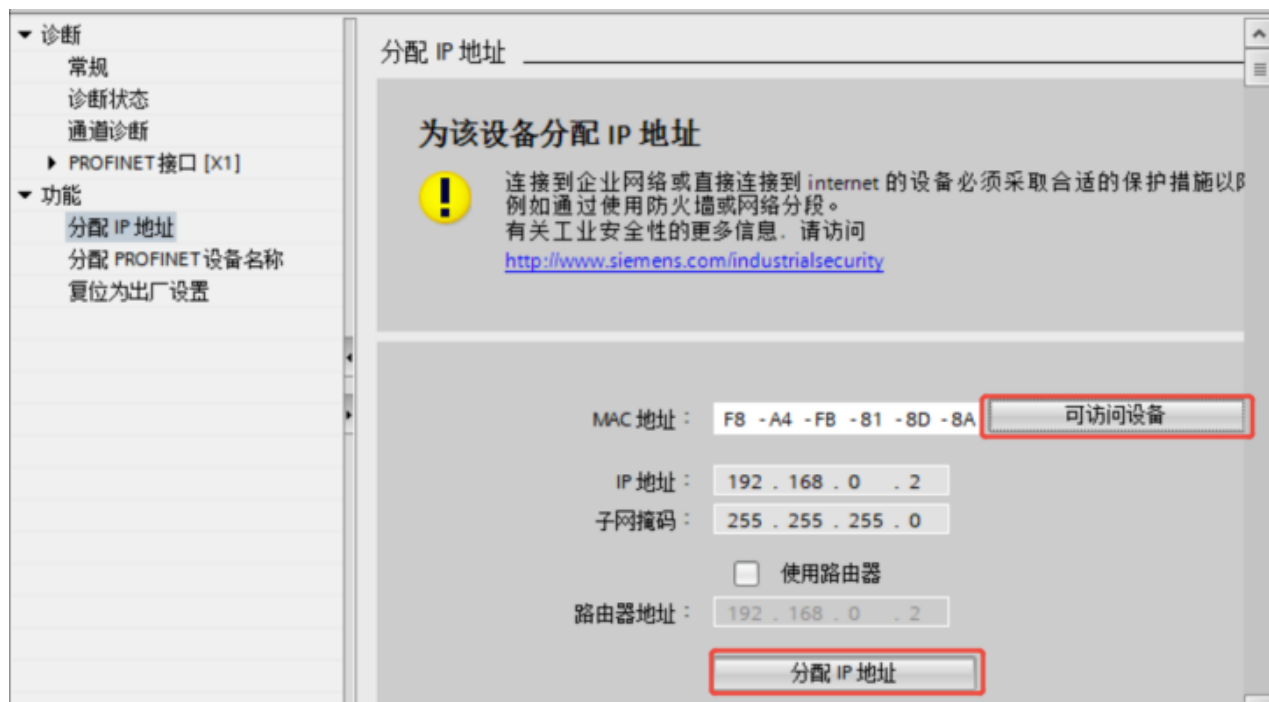 诊断
常规
诊断状态
通道诊断
PROFINET接口 [X1]
功能
分配 IP 地址
分配 PROFINET 设备名称
复位为出厂设置
分配 IP 地址
为该设备分配 IP 地址
连接到企业网络或直接连接到 internet 的设备必须采取合适的保护措施以防
例如通过使用防火墙或网络分段。
有关工业安全性的更多信息. 请访问
http://www.siemens.com/industrialsecurity
MAC 地址： F8 -A4 -FB -81 -8D -8A 可访问设备
IP 地址： 192 . 168 . 0 . 2
子网掩码： 255 . 255 . 255 . 0
使用路由器
路由器地址： 192 . 168 . 0 . 2
分配 IP 地址